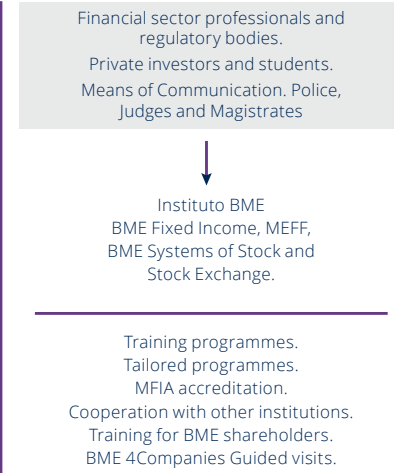 Financial sector professionals and
regulatory bodies.
Private investors and students.
Means of Communication. Police,
Judges and Magistrates
Instituto BME
BME Fixed Income, MEFF,
BME Systems of Stock and
Stock Exchange.
Training programmes.
Tailored programmes.
MFIA accreditation.
Cooperation with other institutions.
Training for BME shareholders.
BME 4Companies Guided visits.